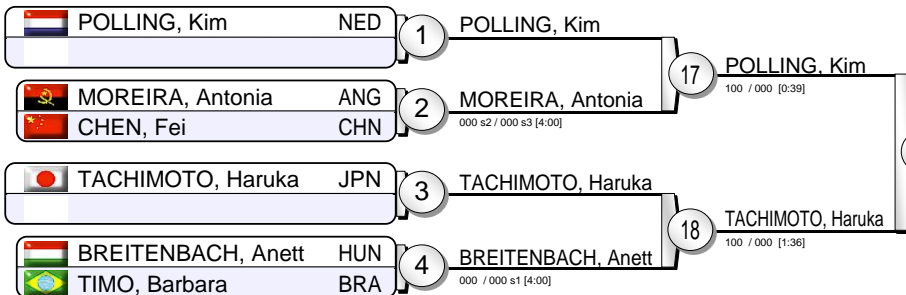 POLLING, Kim NED
1
POLLING, Kim
MOREIRA, Antonia ANG
CHEN, Fei CHN
2
MOREIRA, Antonia
000 s2 / 000 s3 [4:00]
17
POLLING, Kim
100 / 000 [0:39]
TACHIMOTO, Haruka JPN
3
TACHIMOTO, Haruka
BREITENBACH, Anett HUN
TIMO, Barbara BRA
4
BREITENBACH, Anett
000 / 000 s1 [4:00]
18
TACHIMOTO, Haruka
100 / 000 [1:36]